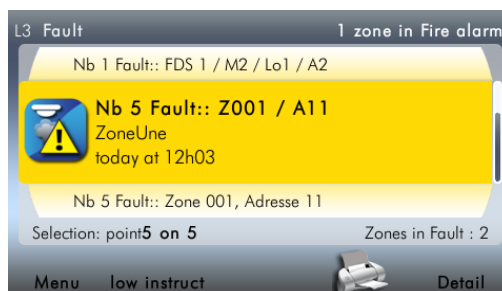 L3 Fault 1 zone in Fire alarm
Nb 1 Fault:: FDS 1 / M2 / Lo1 / A2
Nb 5 Fault:: Z001 / A11
ZoneUne
today at 12h03
Nb 5 Fault:: Zone 001, Adresse 11
Selection: point5 on 5 Zones in Fault : 2
Menu low instruct Detail